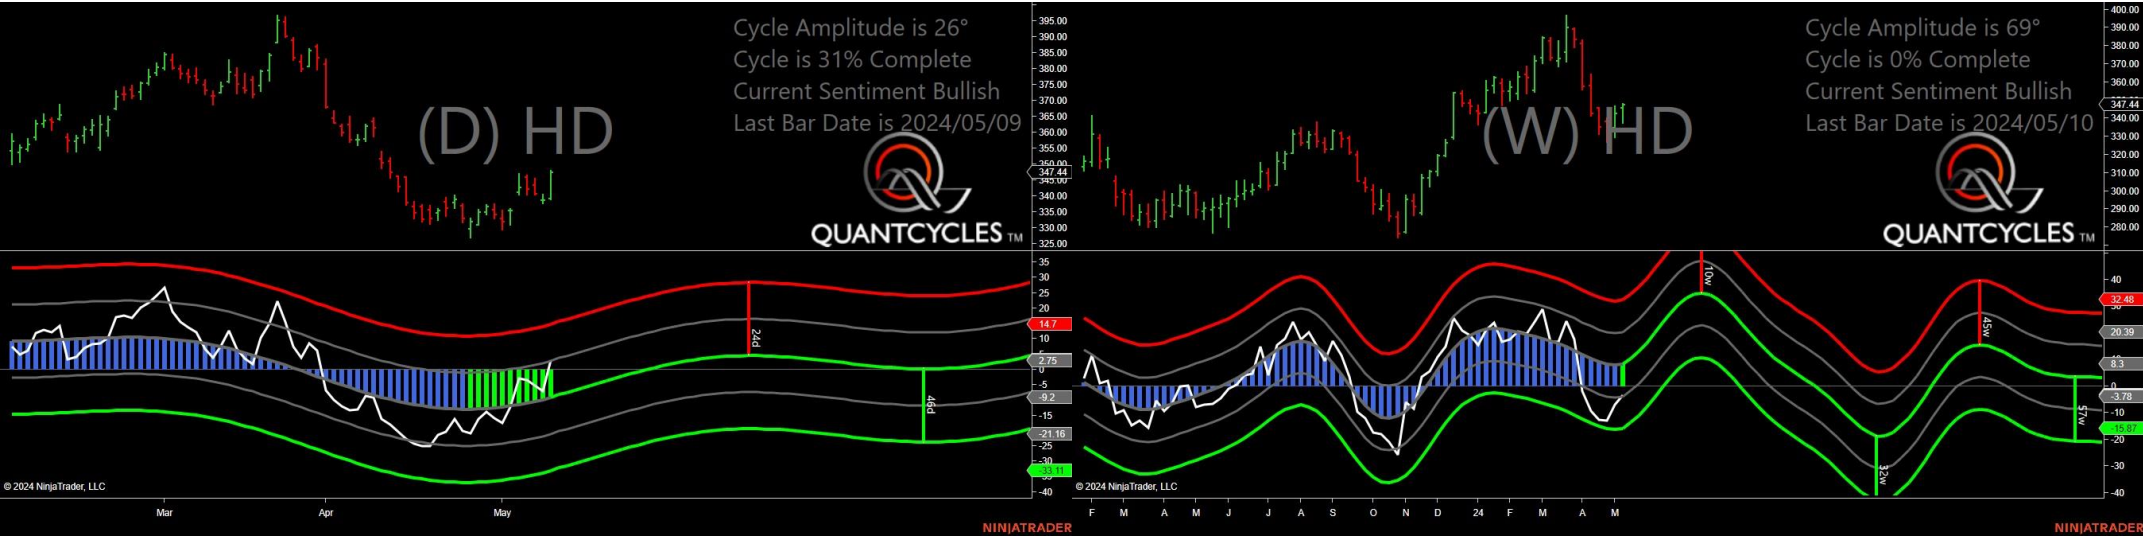 Cycle Amplitude is 26°
Cycle is 31% Complete
Current Sentiment Bullish
Last Bar Date is 2024/05/09
(D) HD
QUANTCYCLES TM
395.00
390.00
385.00
380.00
375.00
370.00
365.00
360.00
355.00
350.00
347.44
345.00
340.00
335.00
330.00
325.00
35
30
25
20
14.7
10
5
2.75
0
-5
-9.2
-15
-21.16
-25
-30
-33.11
-40
24d
46d
© 2024 NinjaTrader, LLC
Mar
Apr
May
NINJATRADER
Cycle Amplitude is 69°
Cycle is 0% Complete
Current Sentiment Bullish
Last Bar Date is 2024/05/10
(W) HD
QUANTCYCLES TM
400.00
390.00
380.00
370.00
360.00
347.44
340.00
330.00
320.00
310.00
300.00
290.00
280.00
40
32.48
20.39
8.3
0
-3.78
-10
-15.87
-20
-30
-40
10w
32w
45w
57w
© 2024 NinjaTrader, LLC
F M A M J J A S O N D 24 F M A M
NINJATRADER